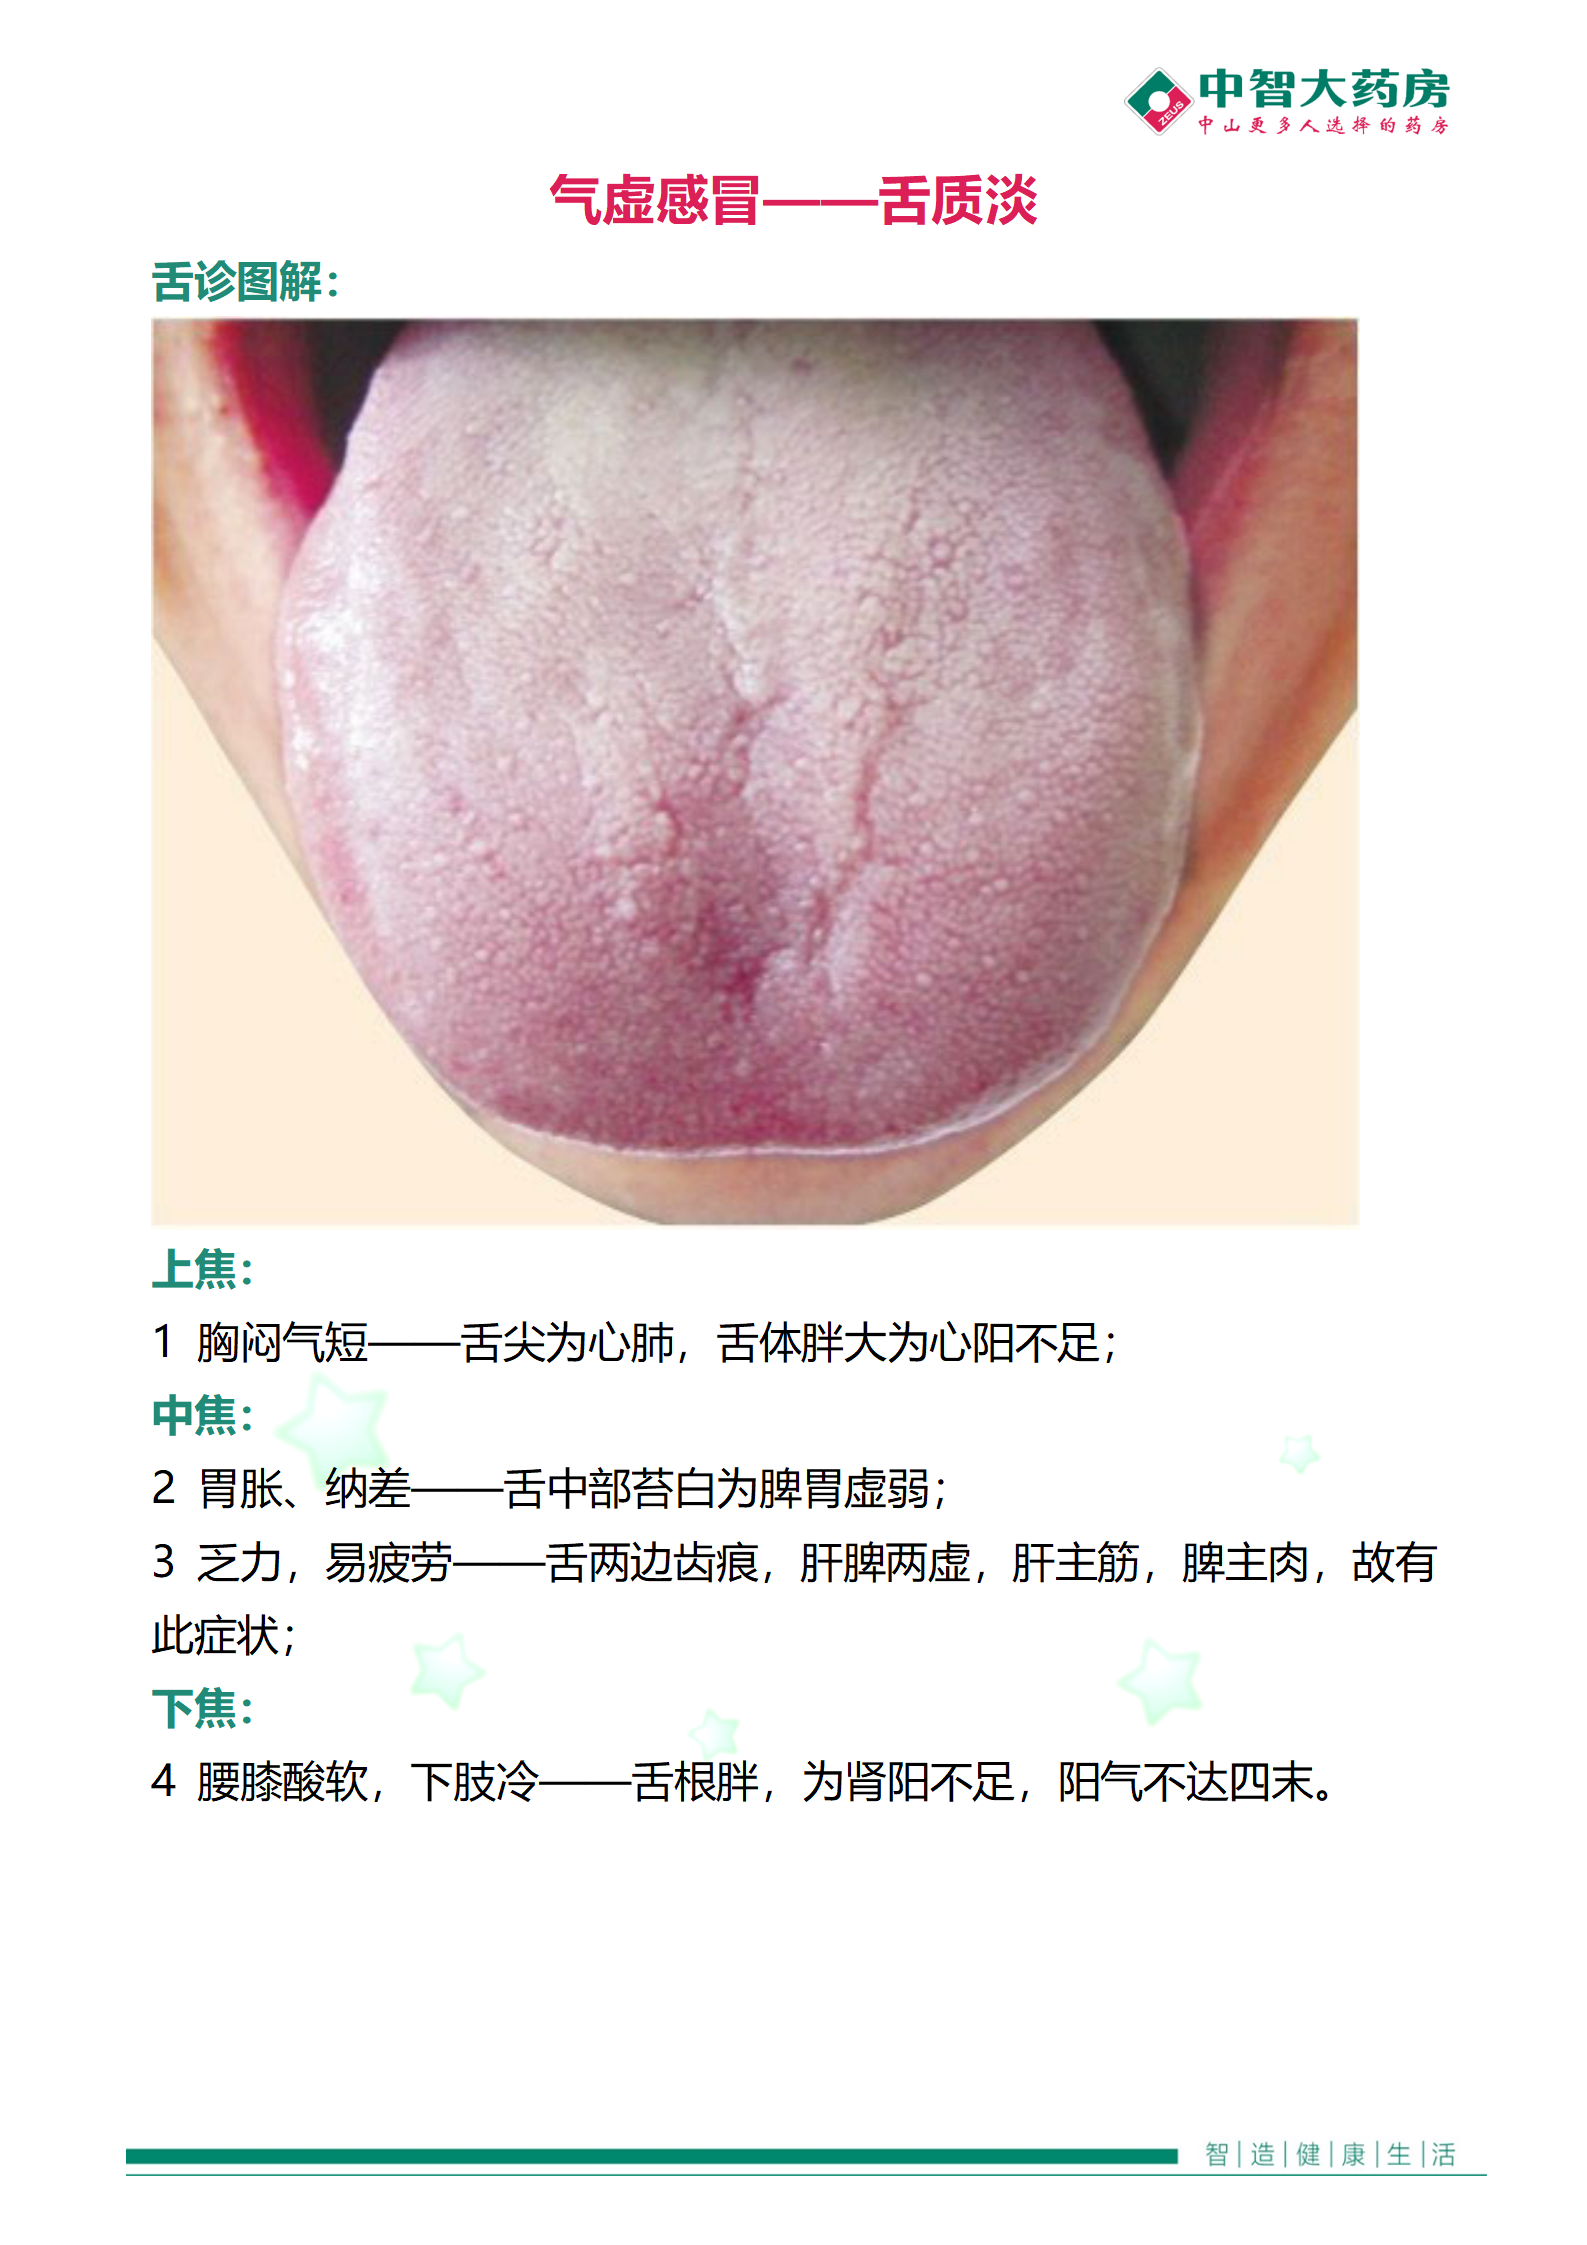 中智大药房
ZEUS
中山更多人选择的药房
气虚感冒——舌质淡
舌诊图解：
上焦：
1 胸闷气短——舌尖为心肺，舌体胖大为心阳不足；
中焦：
2 胃胀、纳差——舌中部苔白为脾胃虚弱；
3 乏力，易疲劳——舌两边齿痕，肝脾两虚，肝主筋，脾主肉，故有
此症状；
下焦：
4 腰膝酸软，下肢冷——舌根胖，为肾阳不足，阳气不达四末。
智|造|健|康|生|活